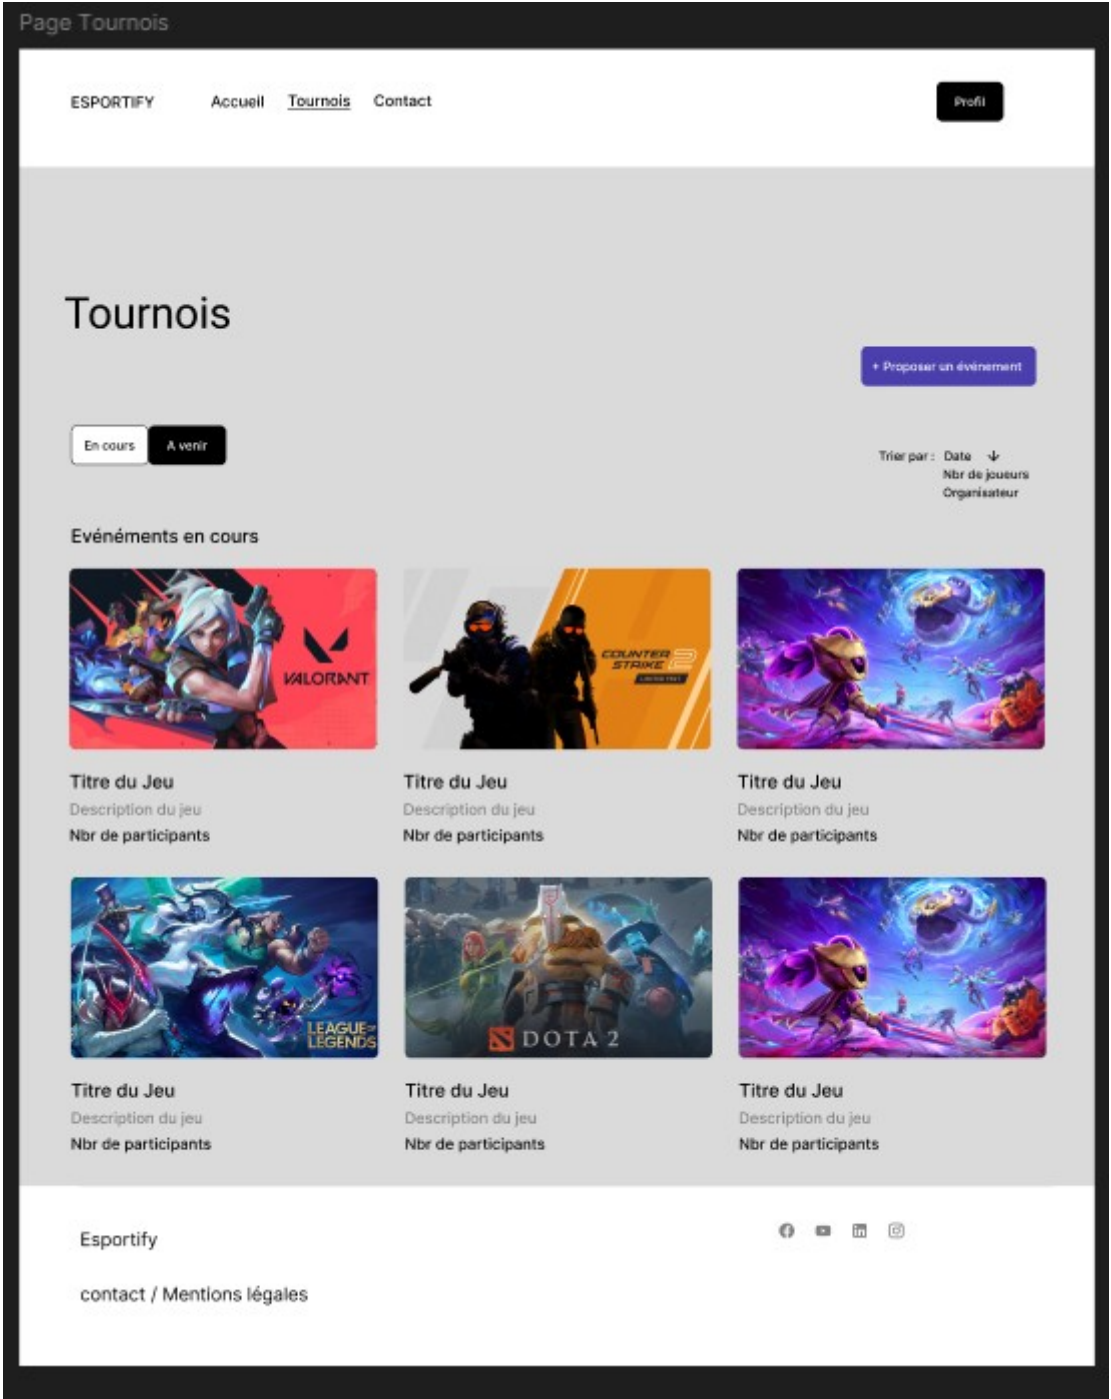 Page Tournois
ESPORTIFY Accueil Tournois Contact Profil
Tournois
+ Proposer un événement
En cours A venir
Trier par : Date ↓
Nbr de joueurs
Organisateur
Evénéments en cours
VALORANT
COUNTER
STRIKE 2
LIMITED TEST
Titre du Jeu Titre du Jeu Titre du Jeu
Description du jeu Description du jeu Description du jeu
Nbr de participants Nbr de participants Nbr de participants
LEAGUE OF
LEGENDS
DOTA 2
Titre du Jeu Titre du Jeu Titre du Jeu
Description du jeu Description du jeu Description du jeu
Nbr de participants Nbr de participants Nbr de participants
Esportify
contact / Mentions légales